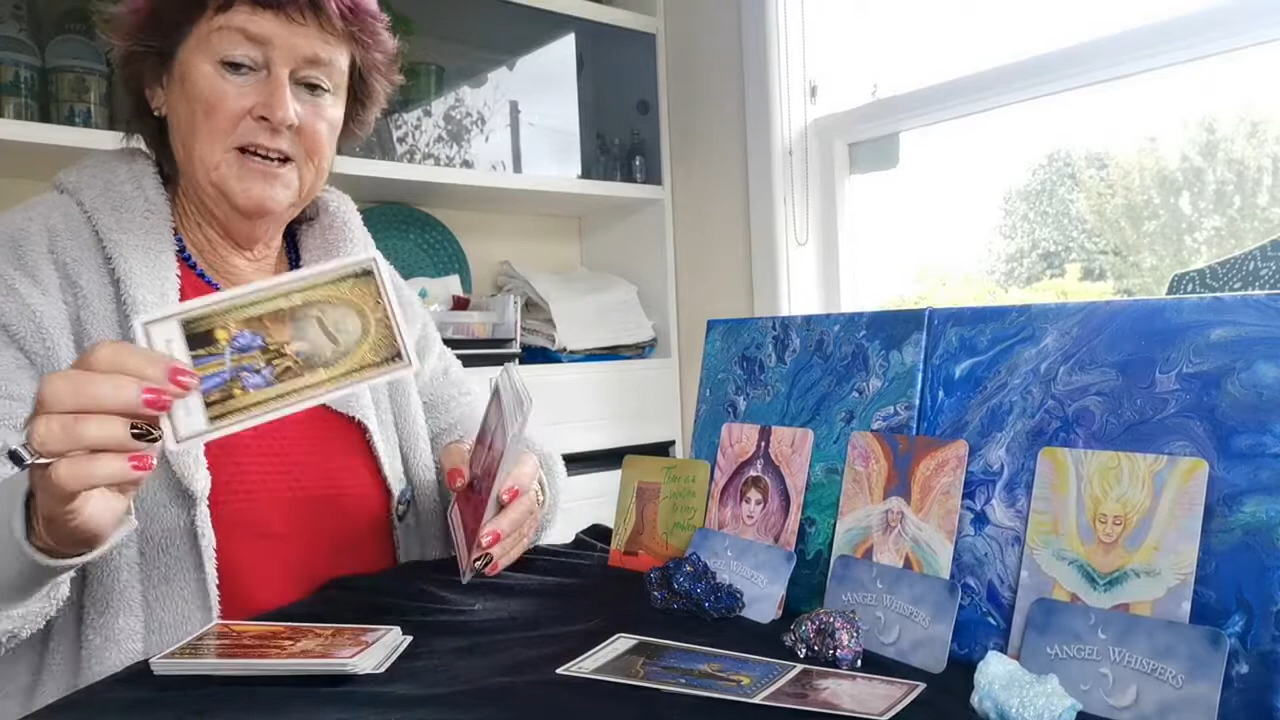 There is a
solution
to every
problem
ANGEL WHISPERS
ANGEL WHISPERS
ANGEL WHISPERS